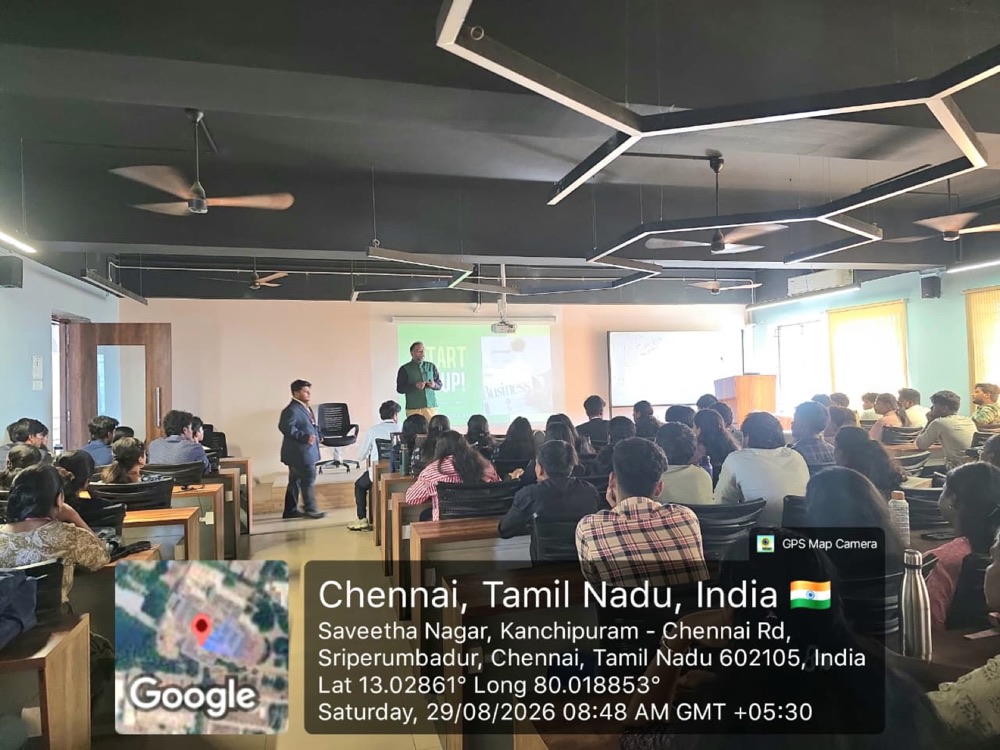 START
UP!
Business
GPS Map Camera
Chennai, Tamil Nadu, India
Saveetha Nagar, Kanchipuram - Chennai Rd,
Sriperumbadur, Chennai, Tamil Nadu 602105, India
Lat 13.02861° Long 80.018853°
Saturday, 29/08/2026 08:48 AM GMT +05:30
Google